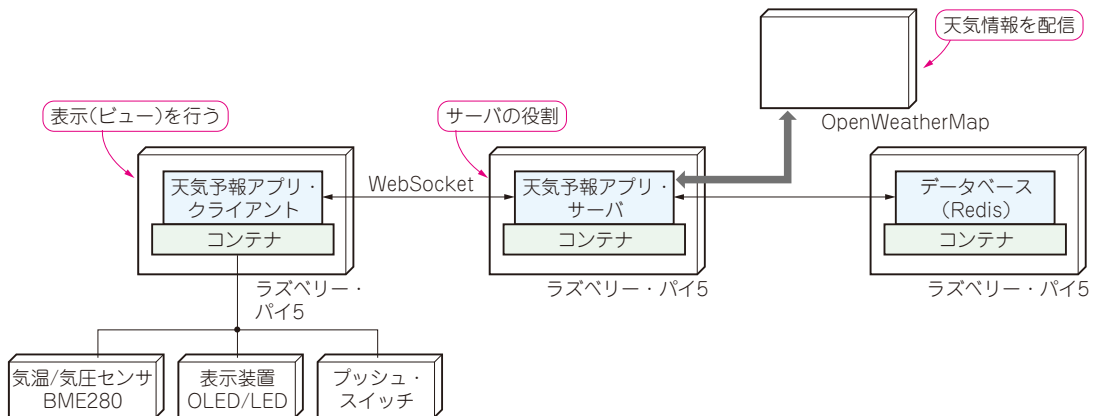 天気情報を配信
表示(ビュー)を行う
サーバの役割
OpenWeatherMap
天気予報アプリ・
クライアント
コンテナ
WebSocket
天気予報アプリ・
サーバ
コンテナ
データベース
(Redis)
コンテナ
ラズベリー・
パイ5
ラズベリー・パイ5
ラズベリー・パイ5
気温/気圧センサ
BME280
表示装置
OLED/LED
プッシュ・
スイッチ